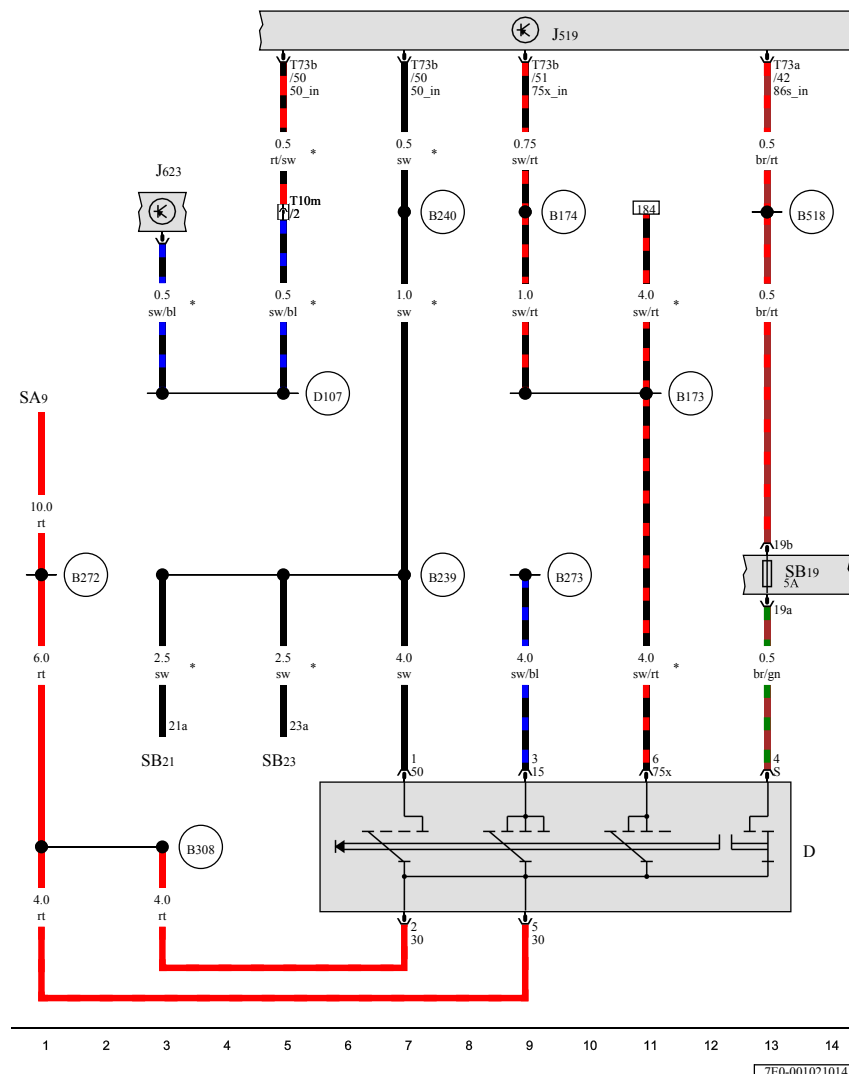 J519
T73b
/50
50_in
T73b
/50
50_in
T73b
/51
75x_in
T73a
/42
86s_in
0.5
rt/sw *
0.5
sw *
0.75
sw/rt
0.5
br/rt
J623
T10m
/2
B240
B174
184
B518
0.5
sw/bl *
0.5
sw/bl *
1.0
sw *
1.0
sw/rt
4.0
sw/rt *
0.5
br/rt
SA9
D107
B173
10.0
rt
19b
B272
B239
B273
SB19
5A
19a
6.0
rt
2.5
sw *
2.5
sw *
4.0
sw
4.0
sw/bl
4.0
sw/rt *
0.5
br/gn
21a
23a
SB21
SB23
1
50
3
15
6
75x
4
S
B308
D
4.0
rt
4.0
rt
2
30
5
30
1 2 3 4 5 6 7 8 9 10 11 12 13 14
7E0-001021014